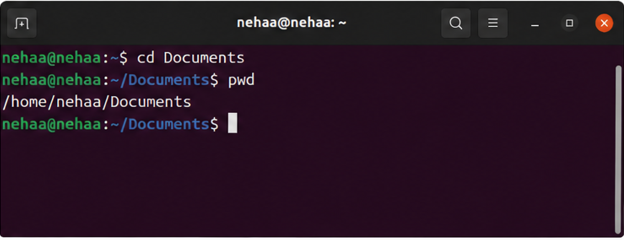 nehaa@nehaa: ~
nehaa@nehaa:~$ cd Documents
nehaa@nehaa:~/Documents$ pwd
/home/nehaa/Documents
nehaa@nehaa:~/Documents$